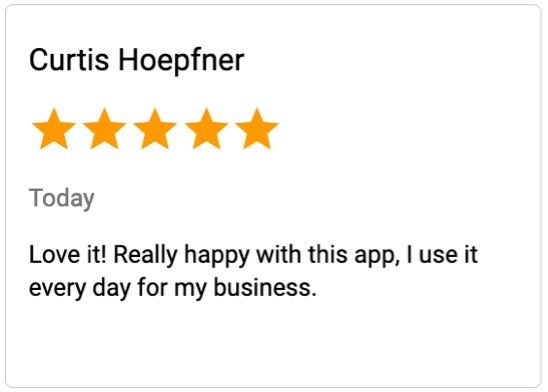 Curtis Hoepfner
Today
Love it! Really happy with this app, I use it
every day for my business.